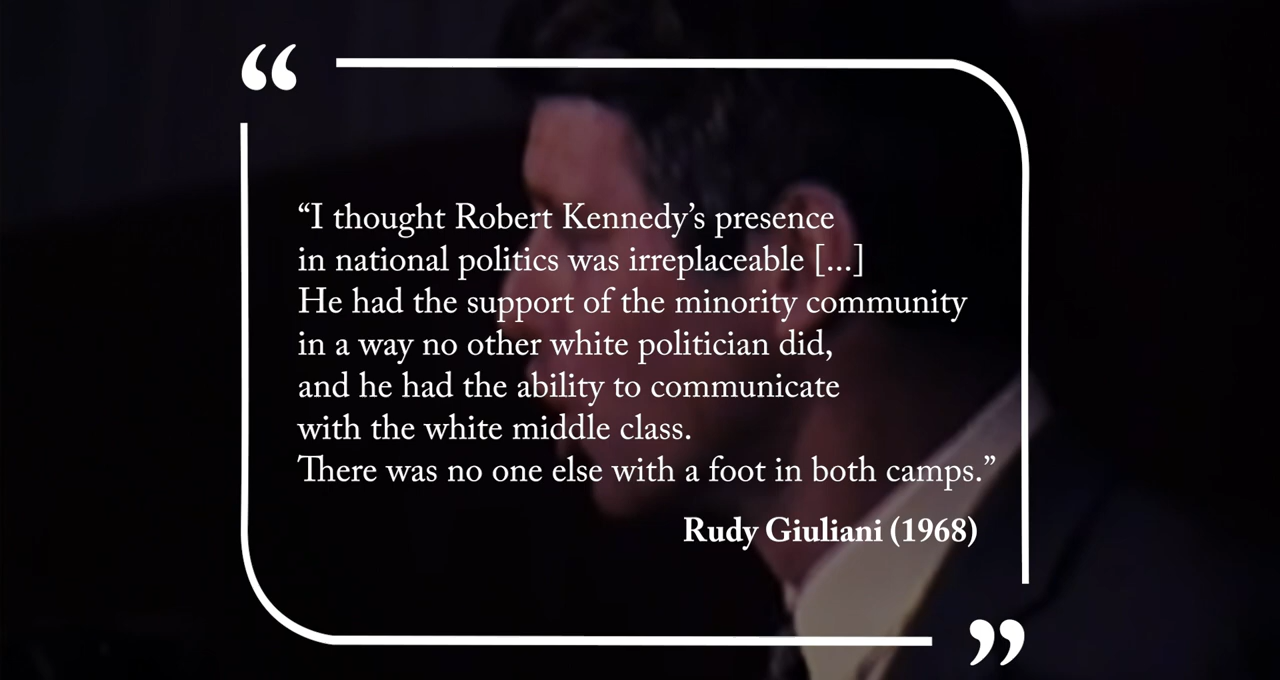 “
“I thought Robert Kennedy’s presence
in national politics was irreplaceable [...]
He had the support of the minority community
in a way no other white politician did,
and he had the ability to communicate
with the white middle class.
There was no one else with a foot in both camps.”
Rudy Giuliani (1968)
”